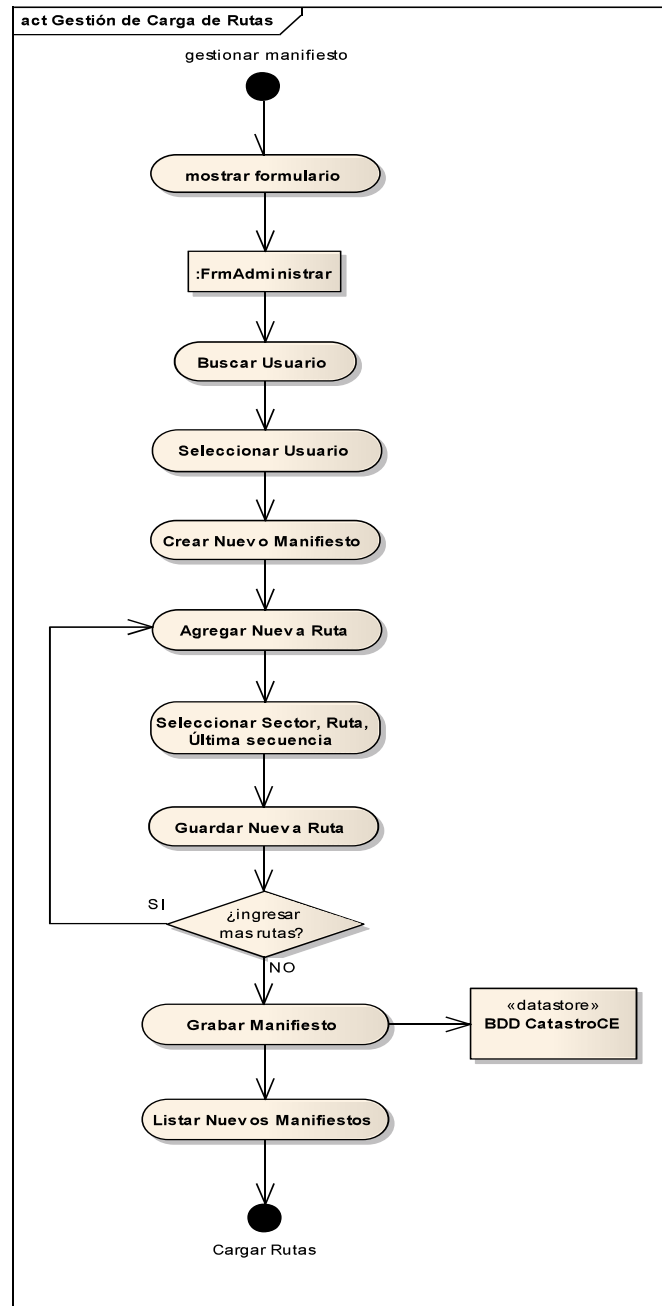 act Gestión de Carga de Rutas
gestionar manifiesto
mostrar formulario
:FrmAdministrar
Buscar Usuario
Seleccionar Usuario
Crear Nuevo Manifiesto
Agregar Nueva Ruta
Seleccionar Sector, Ruta,
Última secuencia
Guardar Nueva Ruta
SI
¿ingresar
mas rutas?
NO
Grabar Manifiesto
«datastore»
BDD CatastroCE
Listar Nuevos Manifiestos
Cargar Rutas